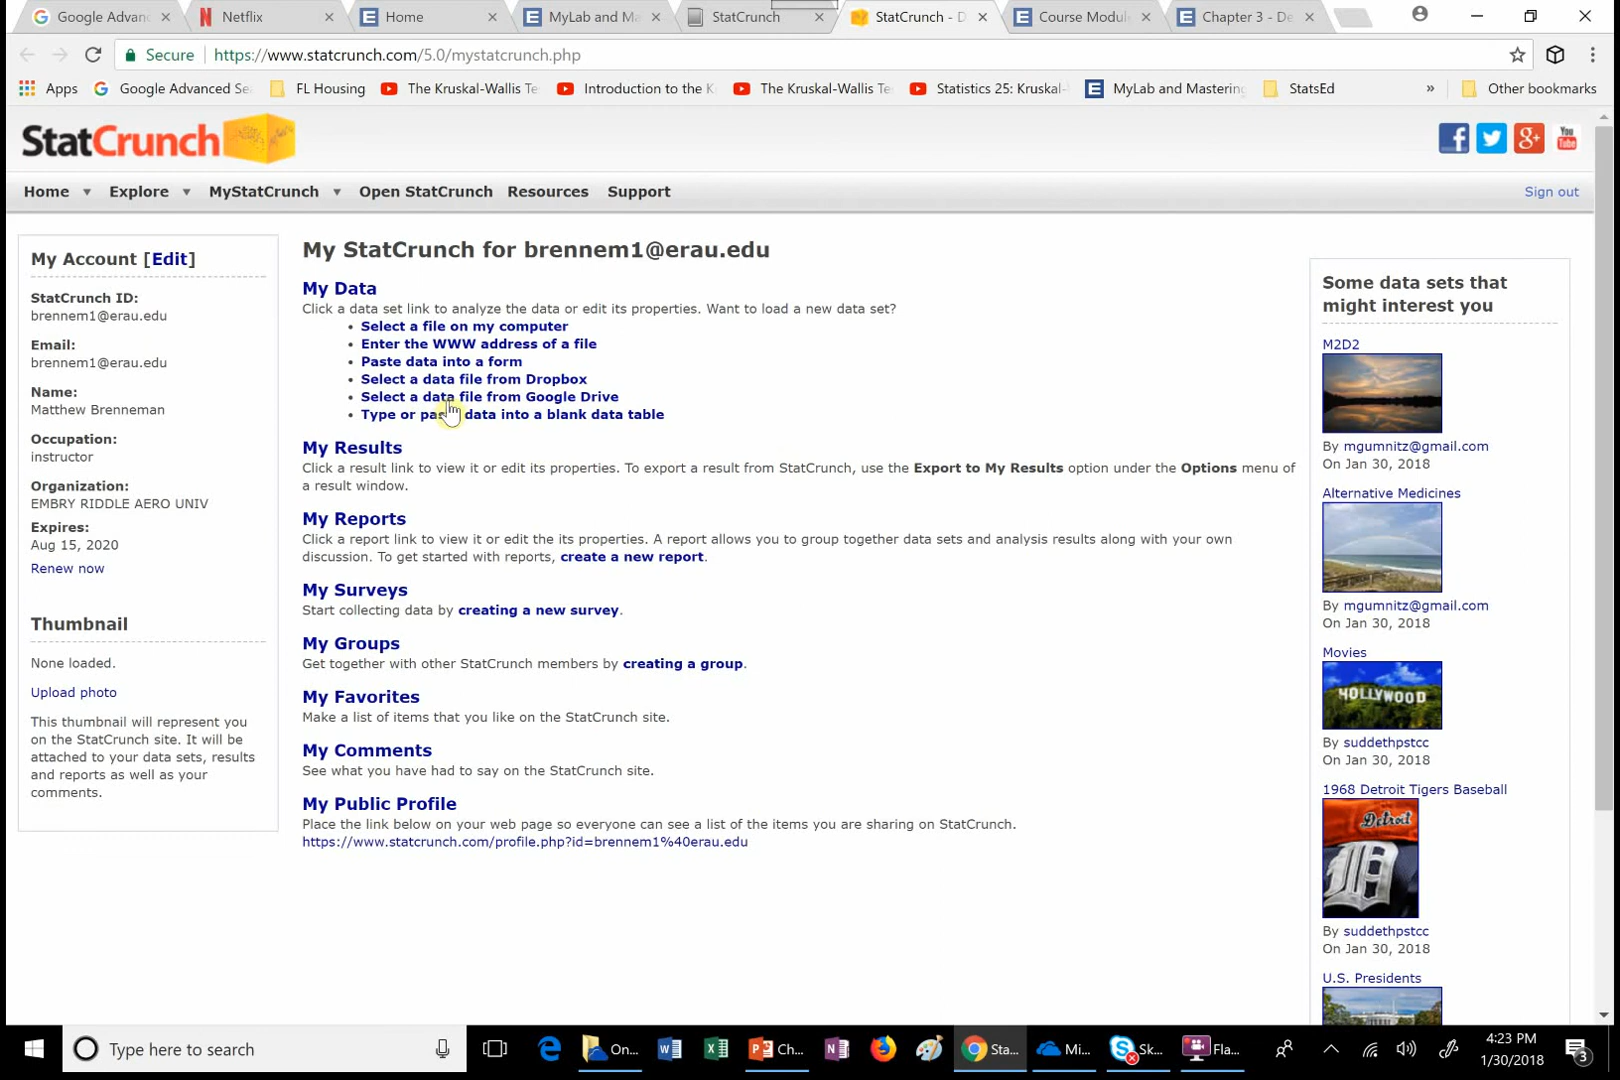 Google Advan
Netflix
Home
MyLab and Ma
StatCrunch
StatCrunch - D
Course Modul
Chapter 3 - De
Secure
https://www.statcrunch.com/5.0/mystatcrunch.php
Apps
Google Advanced Se
FL Housing
The Kruskal-Wallis Te
Introduction to the K
The Kruskal-Wallis Te
Statistics 25: Kruskal-
MyLab and Mastering
StatsEd
»
Other bookmarks
StatCrunch
You
Tube
Home
Explore
MyStatCrunch
Open StatCrunch
Resources
Support
Sign out
My Account [Edit]
StatCrunch ID:
brennem1@erau.edu
Email:
brennem1@erau.edu
Name:
Matthew Brenneman
Occupation:
instructor
Organization:
EMBRY RIDDLE AERO UNIV
Expires:
Aug 15, 2020
Renew now
Thumbnail
None loaded.
Upload photo
This thumbnail will represent you
on the StatCrunch site. It will be
attached to your data sets, results
and reports as well as your
comments.
My StatCrunch for brennem1@erau.edu
My Data
Click a data set link to analyze the data or edit its properties. Want to load a new data set?
• Select a file on my computer
• Enter the WWW address of a file
• Paste data into a form
• Select a data file from Dropbox
• Select a data file from Google Drive
• Type or paste data into a blank data table
My Results
Click a result link to view it or edit its properties. To export a result from StatCrunch, use the Export to My Results option under the Options menu of
a result window.
My Reports
Click a report link to view it or edit the its properties. A report allows you to group together data sets and analysis results along with your own
discussion. To get started with reports, create a new report.
My Surveys
Start collecting data by creating a new survey.
My Groups
Get together with other StatCrunch members by creating a group.
My Favorites
Make a list of items that you like on the StatCrunch site.
My Comments
See what you have had to say on the StatCrunch site.
My Public Profile
Place the link below on your web page so everyone can see a list of the items you are sharing on StatCrunch.
https://www.statcrunch.com/profile.php?id=brennem1%40erau.edu
Some data sets that
might interest you
M2D2
By mgumnitz@gmail.com
On Jan 30, 2018
Alternative Medicines
By mgumnitz@gmail.com
On Jan 30, 2018
Movies
HOLLYWOOD
By suddethpstcc
On Jan 30, 2018
1968 Detroit Tigers Baseball
Detroit
By suddethpstcc
On Jan 30, 2018
U.S. Presidents
Type here to search
On...
Ch...
Sta...
Mi...
Sk...
Fla...
4:23 PM
1/30/2018
3